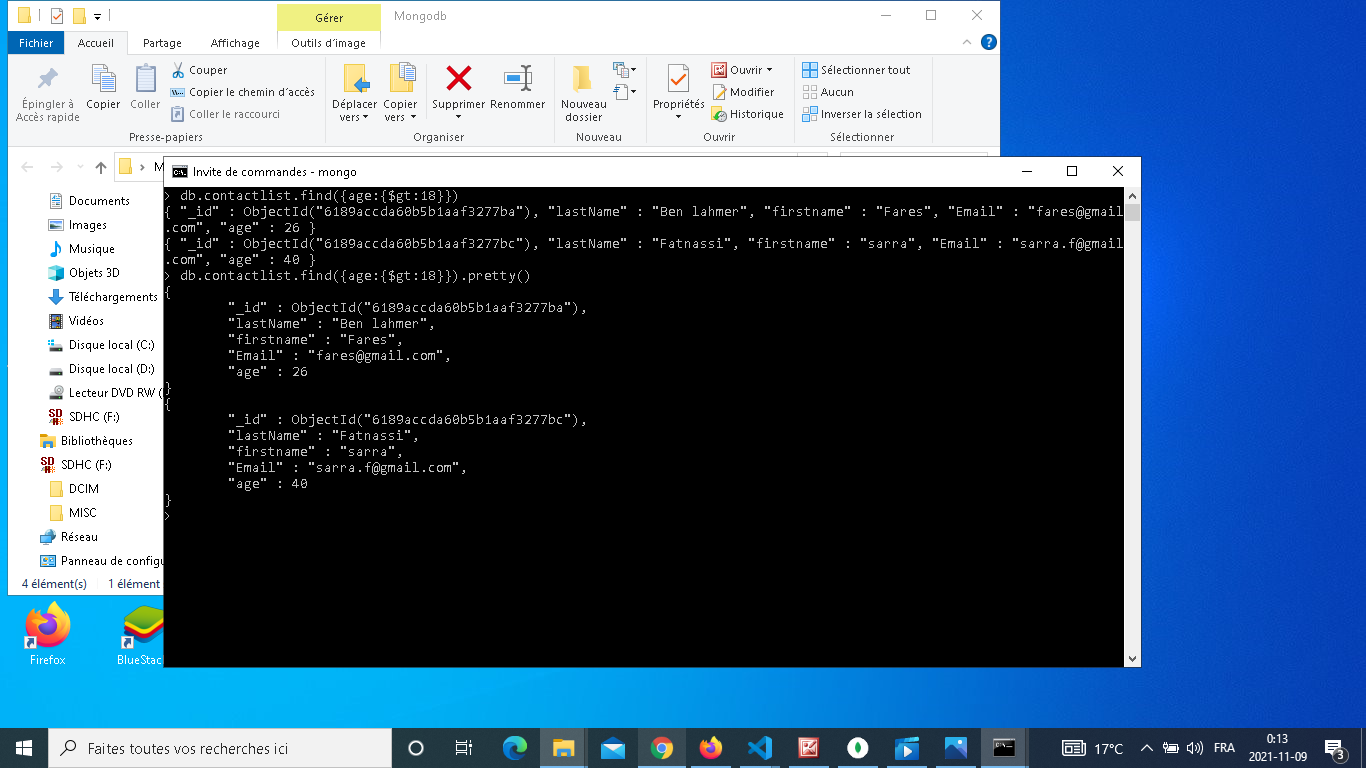 Gérer
Mongodb
Fichier
Accueil
Partage
Affichage
Outils d'image
Épingler à
Accès rapide
Copier
Coller
Couper
Copier le chemin d'accès
Coller le raccourci
Presse-papiers
Déplacer
vers
Copier
vers
Supprimer
Renommer
Organiser
Nouveau
dossier
Nouveau
Propriétés
Ouvrir
Modifier
Historique
Ouvrir
Sélectionner tout
Aucun
Inverser la sélection
Sélectionner
Invite de commandes - mongo
> db.contactlist.find({age:{$gt:18}})
{ "_id" : ObjectId("6189accda60b5b1aaf3277ba"), "lastName" : "Ben lahmer", "firstname" : "Fares", "Email" : "fares@gmail
.com", "age" : 26 }
{ "_id" : ObjectId("6189accda60b5b1aaf3277bc"), "lastName" : "Fatnassi", "firstname" : "sarra", "Email" : "sarra.f@gmail
.com", "age" : 40 }
> db.contactlist.find({age:{$gt:18}}).pretty()
{
"_id" : ObjectId("6189accda60b5b1aaf3277ba"),
"lastName" : "Ben lahmer",
"firstname" : "Fares",
"Email" : "fares@gmail.com",
"age" : 26
}
{
"_id" : ObjectId("6189accda60b5b1aaf3277bc"),
"lastName" : "Fatnassi",
"firstname" : "sarra",
"Email" : "sarra.f@gmail.com",
"age" : 40
}
>
Documents
Images
Musique
Objets 3D
Téléchargements
Vidéos
Disque local (C:)
Disque local (D:)
Lecteur DVD RW (
SDHC (F:)
Bibliothèques
SDHC (F:)
DCIM
MISC
Réseau
Panneau de configu
4 élément(s)
1 élément
Firefox
BlueStac
Faites toutes vos recherches ici
17°C
FRA
0:13
2021-11-09
3